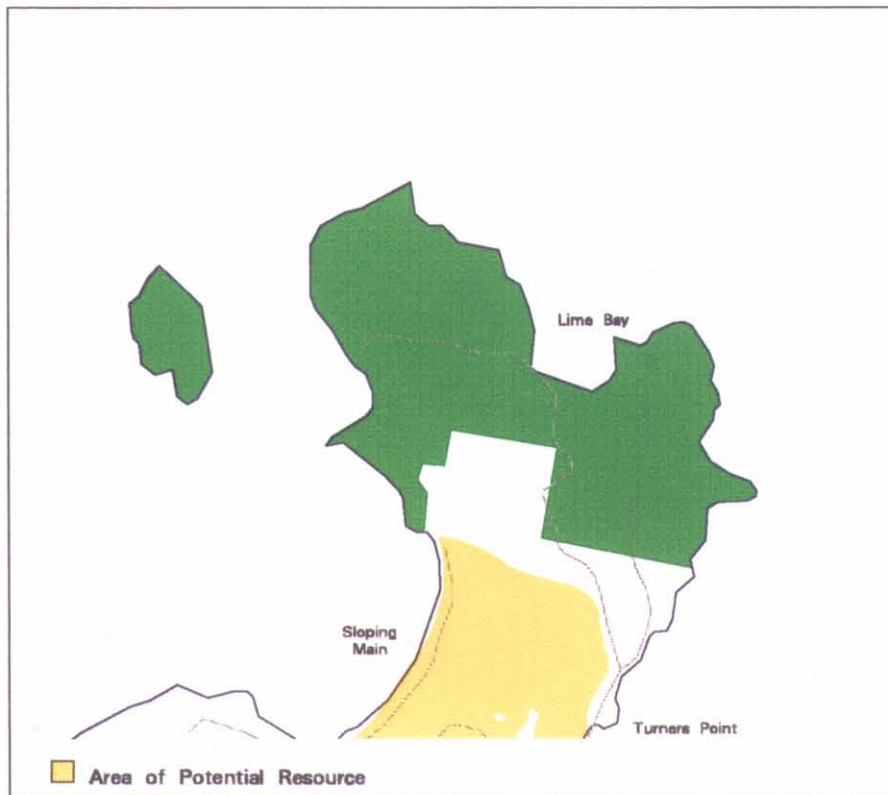 Lime Bay
Sloping
Main
Turners Point
Area of Potential Resource